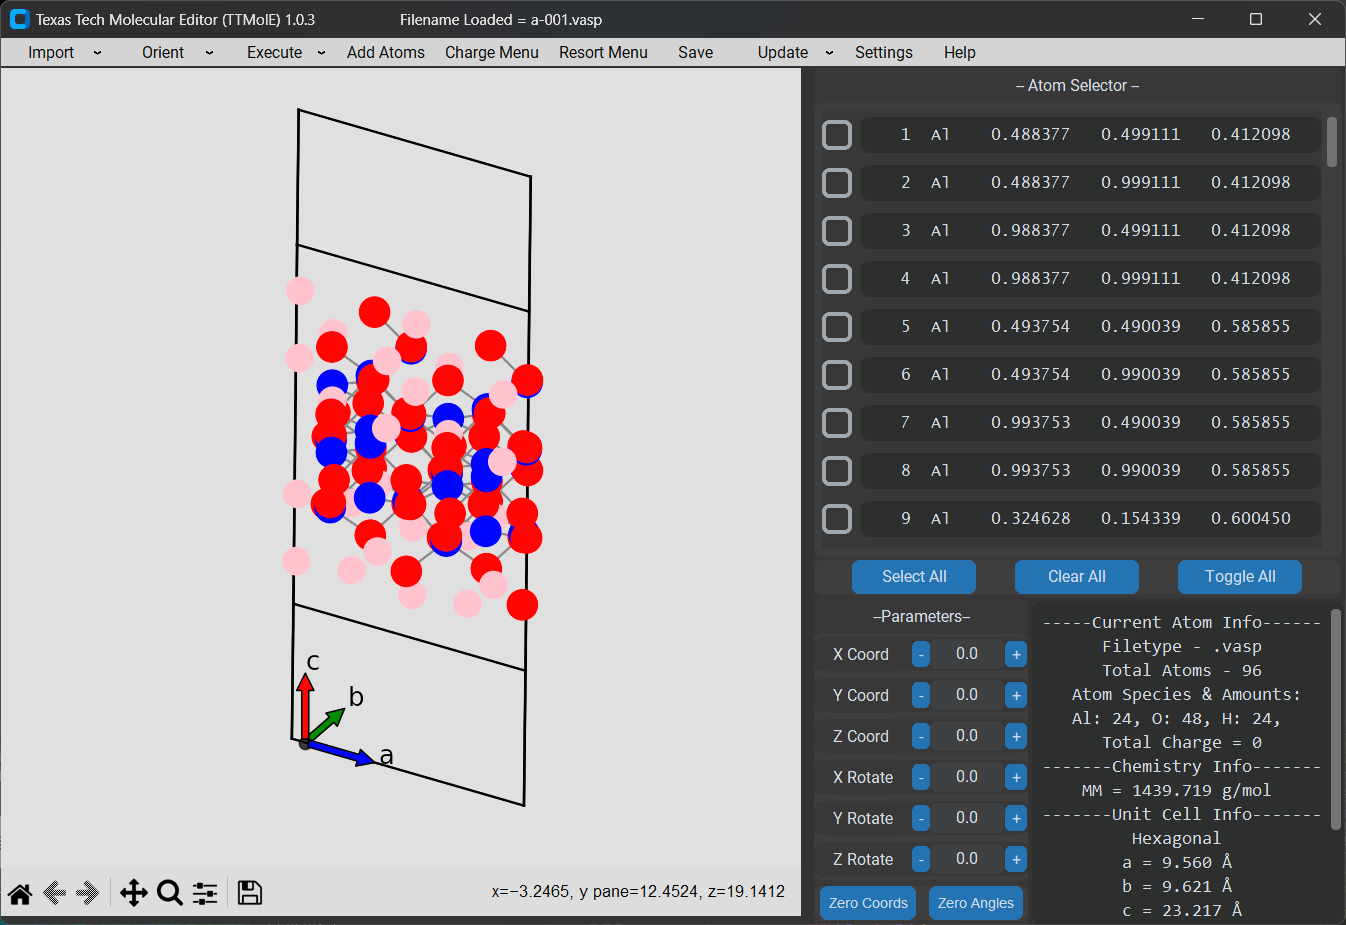 Texas Tech Molecular Editor (TTMolE) 1.0.3 Filename Loaded = a-001.vasp
Import Orient Execute Add Atoms Charge Menu Resort Menu Save Update Settings Help
-- Atom Selector --
1 Al 0.488377 0.499111 0.412098
2 Al 0.488377 0.999111 0.412098
3 Al 0.988377 0.499111 0.412098
4 Al 0.988377 0.999111 0.412098
5 Al 0.493754 0.490039 0.585855
6 Al 0.493754 0.990039 0.585855
7 Al 0.993753 0.490039 0.585855
8 Al 0.993753 0.990039 0.585855
9 Al 0.324628 0.154339 0.600450
Select All Clear All Toggle All
--Parameters--
X Coord - 0.0 +
Y Coord - 0.0 +
Z Coord - 0.0 +
X Rotate - 0.0 +
Y Rotate - 0.0 +
Z Rotate - 0.0 +
Zero Coords Zero Angles
-----Current Atom Info------
Filetype - .vasp
Total Atoms - 96
Atom Species & Amounts:
Al: 24, O: 48, H: 24,
Total Charge = 0
-------Chemistry Info-------
MM = 1439.719 g/mol
-------Unit Cell Info-------
Hexagonal
a = 9.560 Å
b = 9.621 Å
c = 23.217 Å
c
b
a
x=−3.2465, y pane=12.4524, z=19.1412